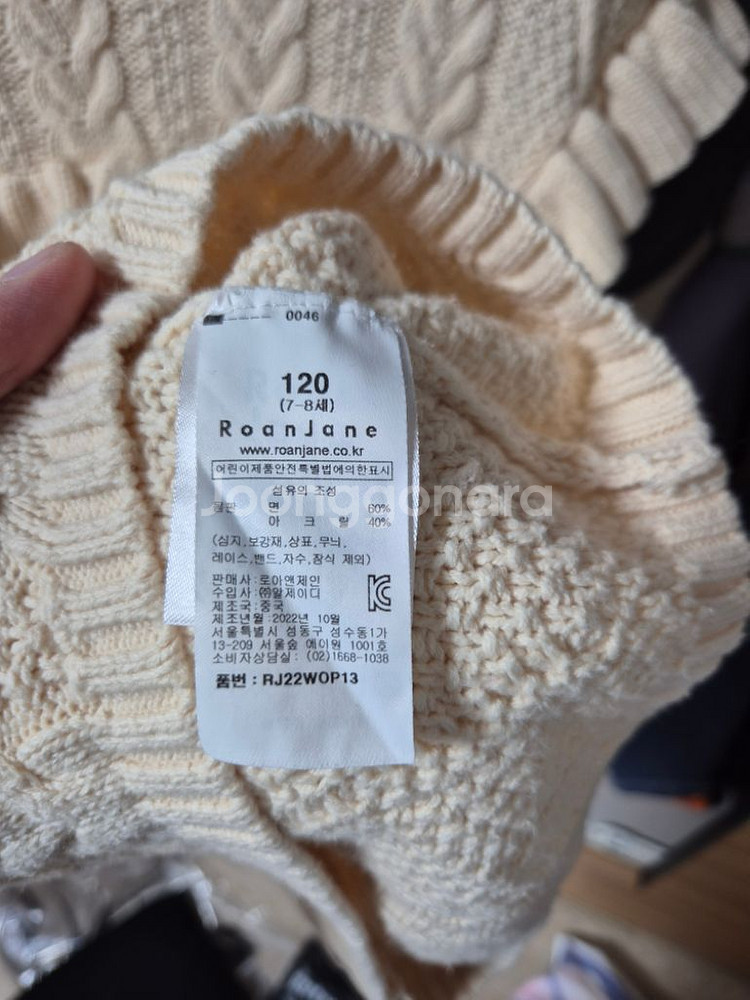 0046
120
(7-8세)
RoanJane
www.roanjane.co.kr
어린이제품안전특별법에의한표시
섬유의 조성
면 60%
아 크 릴 40%
(심지,보강재,상표,무늬,
레이스,밴드,자수,장식 제외)
판매사:로아앤제인
수입사:㈜알제이디
제조국:중국
제조년월:2022년 10월
서울특별시 성동구 성수동1가
13-209 서울숲 에이원 1001호
소비자상담실: (02)1668-1038
품번 : RJ22WOP13
Joonggonara